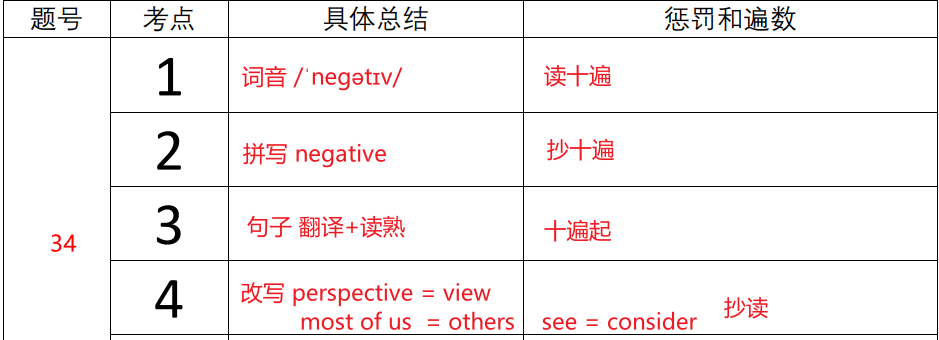 题号 考点 具体总结 惩罚和遍数
1 词音 /ˈnegətɪv/ 读十遍
2 拼写 negative 抄十遍
3 句子 翻译+读熟 十遍起
34
4 改写 perspective = view 抄读
most of us = others see = consider